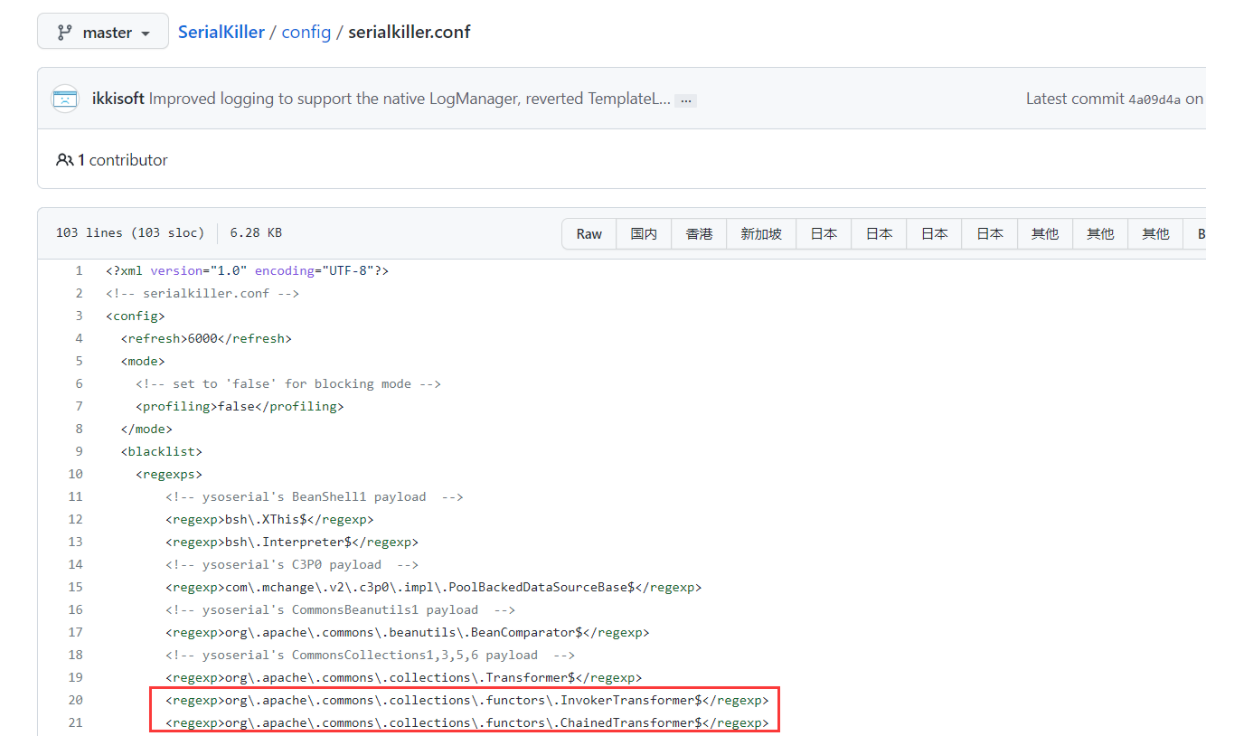 master SerialKiller / config / serialkiller.conf
ikkisoft Improved logging to support the native LogManager, reverted TemplateL... ... Latest commit 4a09d4a on
1 contributor
103 lines (103 sloc) 6.28 KB Raw 国内 香港 新加坡 日本 日本 日本 日本 其他 其他 其他 B
1 <?xml version="1.0" encoding="UTF-8"?>
2 <!-- serialkiller.conf -->
3 <config>
4 <refresh>6000</refresh>
5 <mode>
6 <!-- set to 'false' for blocking mode -->
7 <profiling>false</profiling>
8 </mode>
9 <blacklist>
10 <regexps>
11 <!-- ysoserial's BeanShell1 payload  -->
12 <regexp>bsh\.XThis$</regexp>
13 <regexp>bsh\.Interpreter$</regexp>
14 <!-- ysoserial's C3P0 payload  -->
15 <regexp>com\.mchange\.v2\.c3p0\.impl\.PoolBackedDataSourceBase$</regexp>
16 <!-- ysoserial's CommonsBeanutils1 payload  -->
17 <regexp>org\.apache\.commons\.beanutils\.BeanComparator$</regexp>
18 <!-- ysoserial's CommonsCollections1,3,5,6 payload  -->
19 <regexp>org\.apache\.commons\.collections\.Transformer$</regexp>
20 <regexp>org\.apache\.commons\.collections\.functors\.InvokerTransformer$</regexp>
21 <regexp>org\.apache\.commons\.collections\.functors\.ChainedTransformer$</regexp>